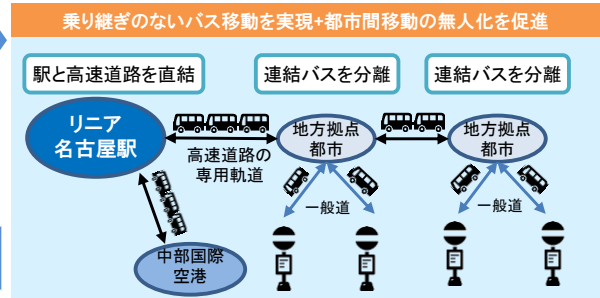 乗り継ぎのないバス移動を実現+都市間移動の無人化を促進
駅と高速道路を直結
連結バスを分離
連結バスを分離
リニア
名古屋駅
高速道路の
専用軌道
地方拠点
都市
地方拠点
都市
一般道
一般道
中部国際
空港